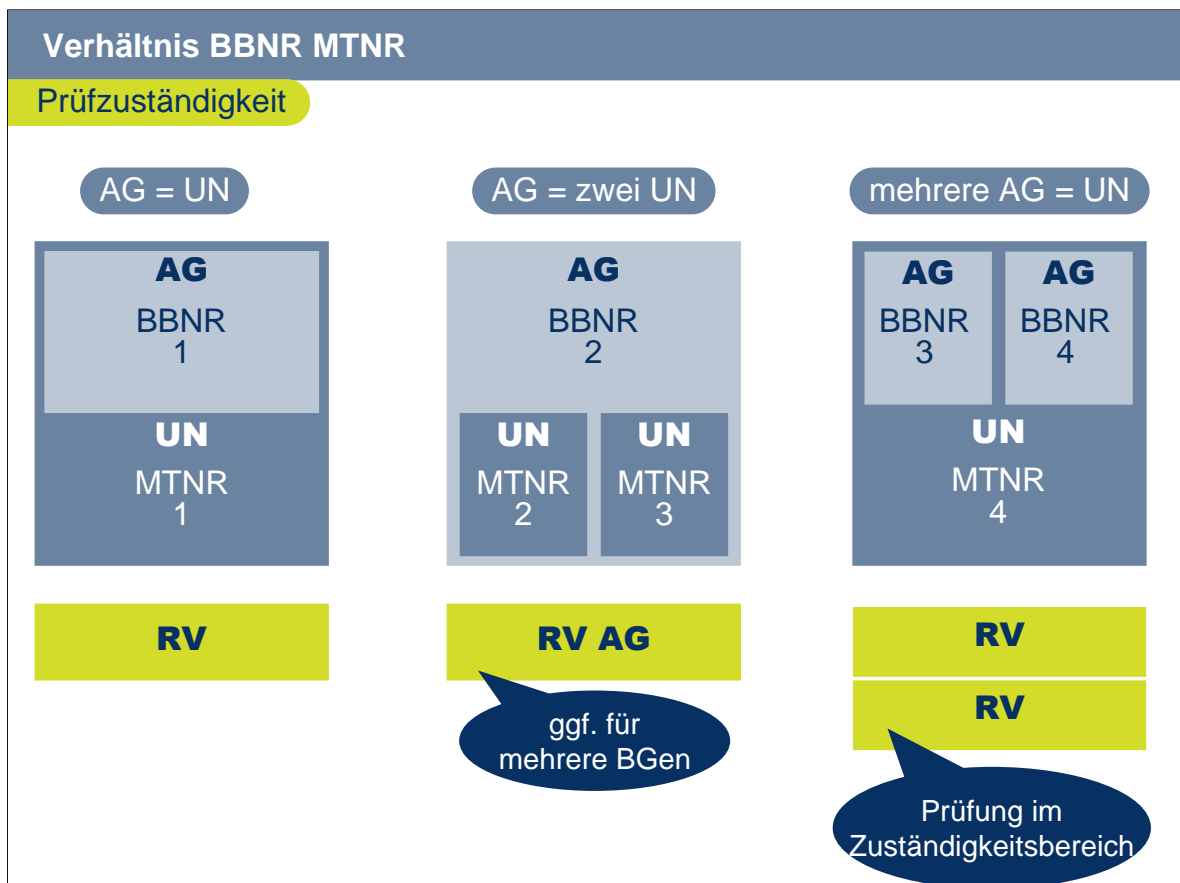 Verhältnis BBNR MTNR
Prüfzuständigkeit
AG = UN
AG
BBNR
1
UN
MTNR
1
RV
AG = zwei UN
AG
BBNR
2
UN
MTNR
2
UN
MTNR
3
RV AG
ggf. für
mehrere BGen
mehrere AG = UN
AG
BBNR
3
AG
BBNR
4
UN
MTNR
4
RV
RV
Prüfung im
Zuständigkeitsbereich